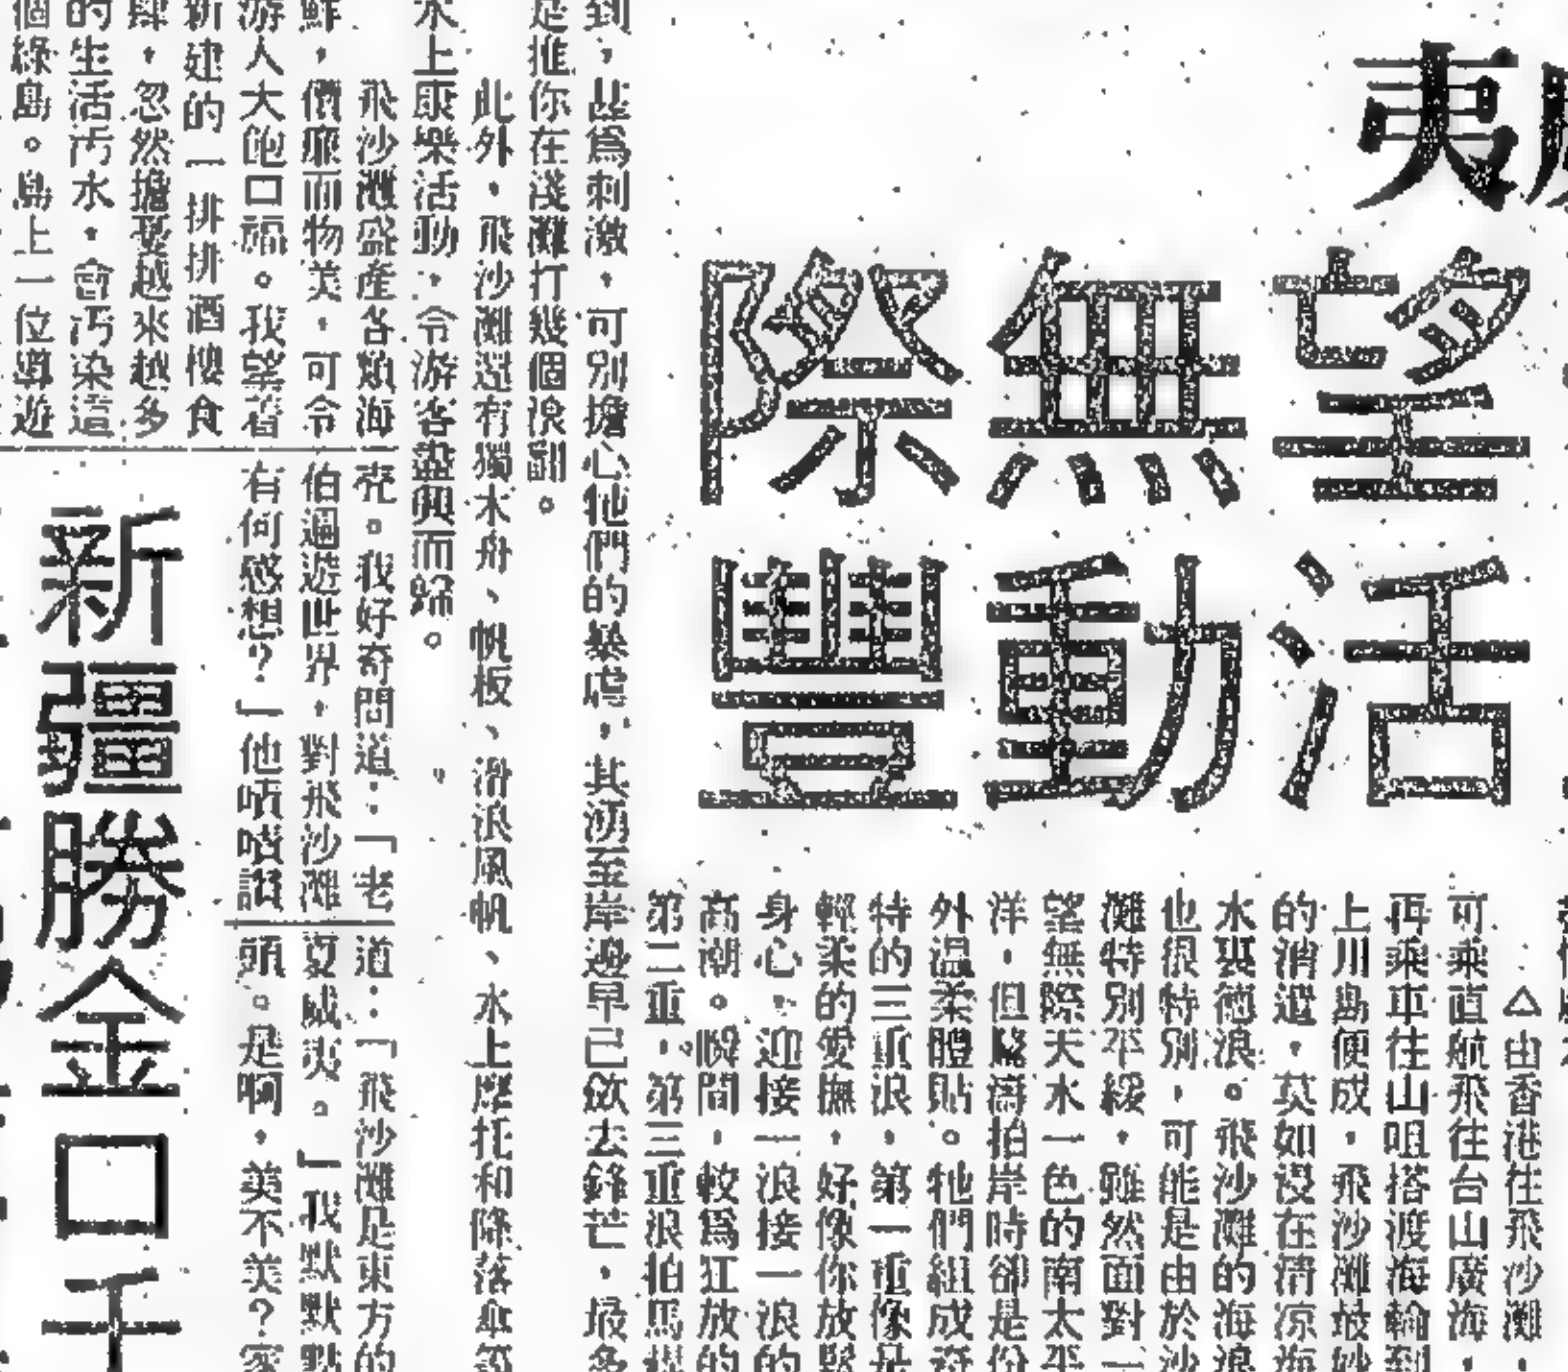 夷
望無際
活動豐
△由香港往飛沙灘，
可乘直航飛往台山廣海，
再乘車往山咀搭渡海輪到
上川島便成，飛沙灘
的消遣，莫如浸在清凉海
水裏德浪。飛沙灘的海浪
也很特別，可能是由於沙
灘特別平緩，雖然面對一
望無際天水一色的南太平
洋，但驚濤拍岸時卻是份
外温柔體貼。牠們組成奇
特的三重浪，第一重像是
輕柔的愛撫，好像你放鬆
身心。迎接一浪接一浪的
高潮。瞬間，較為狂放的
第二重，第三重浪拍馬
到，甚為刺激，可別擔心牠們的暴虐，其湧至岸邊早已歛去鋒芒，最多
是推你在淺灘打幾個滾翻。
此外，飛沙灘還有獨木舟、帆板、滑浪風帆、水上摩托和降落傘等
水上康樂活動，令游客盡興而歸。
飛沙灘盛產各類海
鮮，價廉而物美，可令
游人大飽口福。我望着
新建的一排排酒樓食
肆，忽然擔憂越來越多
的生活汚水，會汚染這
個綠島。島上一位導遊
壳。我好奇問道：「老
伯遍遊世界，對飛沙灘
有何感想？」他嘖嘖讚
道：「飛沙灘是東方的
夏威夷。」我默默點
頭。是啊，美不美？家
新疆勝金口千